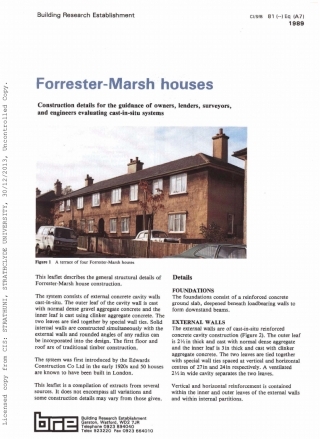 Building Research Establishment
CI/SfB 81 (–) Eq (A7)
1989
Forrester-Marsh houses
Construction details for the guidance of owners, lenders, surveyors,
and engineers evaluating cast-in-situ systems
Figure 1 A terrace of four Forrester-Marsh houses
This leaflet describes the general structural details of
Forrester-Marsh house construction.
The system consists of external concrete cavity walls
cast-in-situ. The outer leaf of the cavity wall is cast
with normal dense gravel aggregate concrete and the
inner leaf is cast using clinker aggregate concrete. The
two leaves are tied together by special wall ties. Solid
internal walls are constructed simultaneously with the
external walls and rounded angles of any radius can
be incorporated into the design. The first floor and
roof are of traditional timber construction.
The system was first introduced by the Edwards
Construction Co Ltd in the early 1920s and 50 houses
are known to have been built in London.
This leaflet is a compilation of extracts from several
sources. It does not encompass all variations and
some construction details may vary from those given.
Details
FOUNDATIONS
The foundations consist of a reinforced concrete
ground slab, deepened beneath loadbearing walls to
form downstand beams.
EXTERNAL WALLS
The external walls are of cast-in-situ reinforced
concrete cavity construction (Figure 2). The outer leaf
is 2½ in thick and cast with normal dense aggregate
and the inner leaf is 3 in thick and cast with clinker
aggregate concrete. The two leaves are tied together
with special wall ties spaced at vertical and horizontal
centres of 27in and 24in respectively. A ventilated
2½ in wide cavity separates the two leaves.
Vertical and horizontal reinforcement is contained
within the inner and outer leaves of the external walls
and within internal partitions.
bre
Building Research Establishment
Garston, Watford, WD2 7JR
Telephone 0923 894040
Telex 923220 Fax 0923 664010
Licensed copy from CIS: STRATHUNI, STRATHCLYDE UNIVERSITY, 30/12/2013, Uncontrolled Copy.